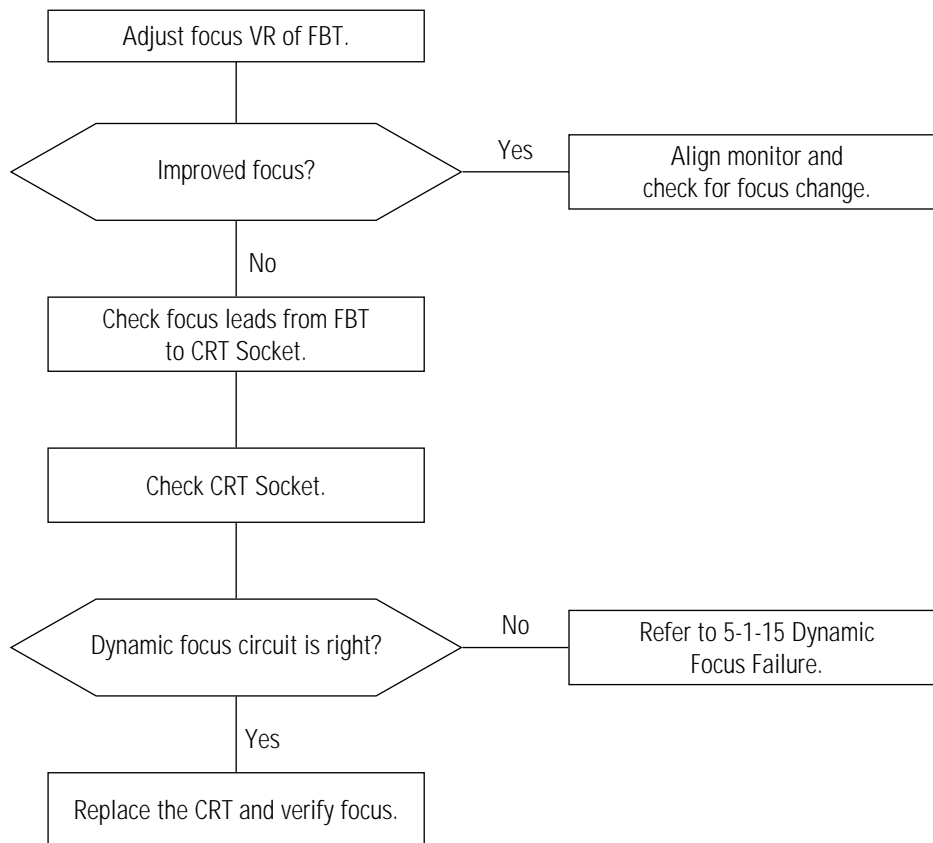 Adjust focus VR of FBT.
Improved focus?
Yes
Align monitor and
check for focus change.
No
Check focus leads from FBT
to CRT Socket.
Check CRT Socket.
Dynamic focus circuit is right?
No
Refer to 5-1-15 Dynamic
Focus Failure.
Yes
Replace the CRT and verify focus.